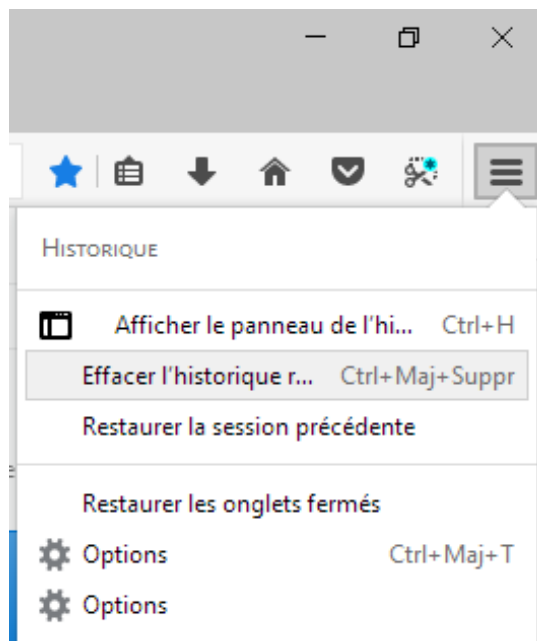 Historique
Afficher le panneau de l'hi... Ctrl+H
Effacer l'historique r... Ctrl+Maj+Suppr
Restaurer la session précédente
Restaurer les onglets fermés
Options Ctrl+Maj+T
Options